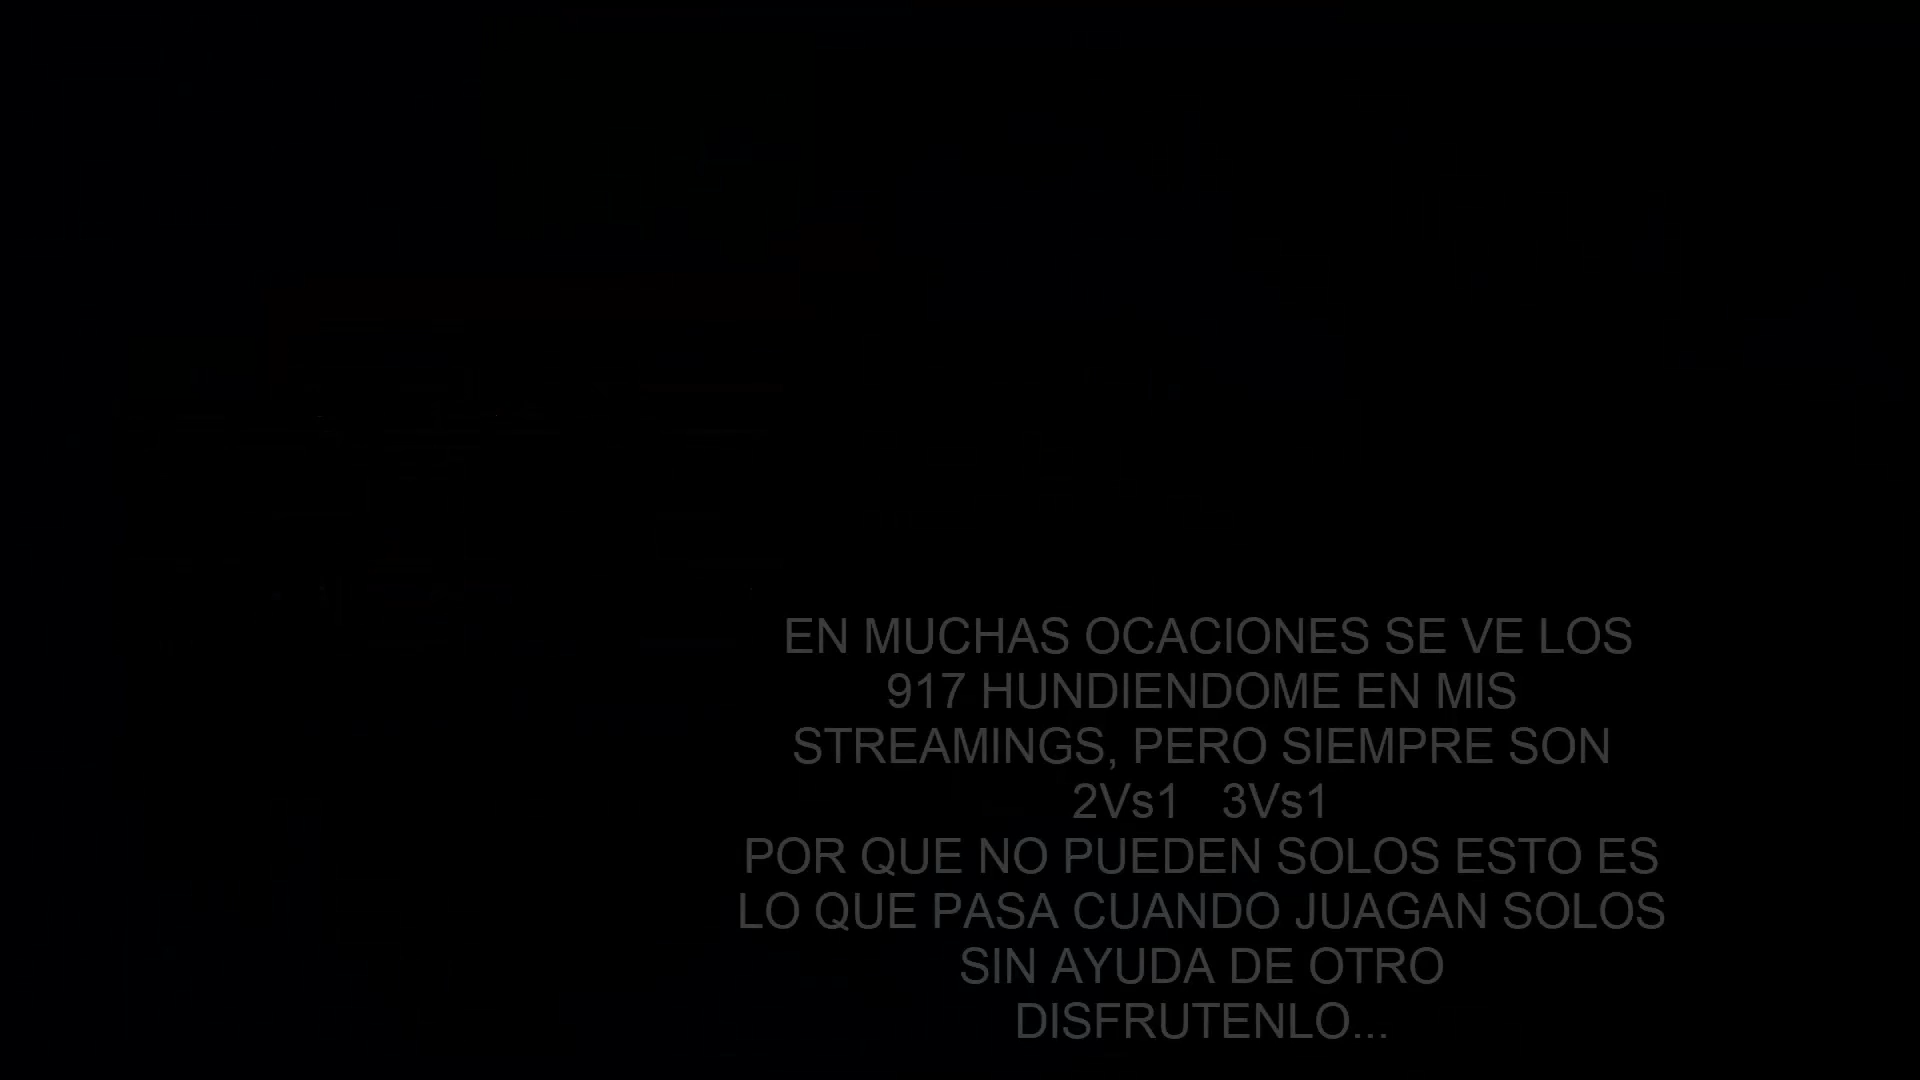 EN MUCHAS OCACIONES SE VE LOS
917 HUNDIENDOME EN MIS
STREAMINGS, PERO SIEMPRE SON
2Vs1 3Vs1
POR QUE NO PUEDEN SOLOS ESTO ES
LO QUE PASA CUANDO JUAGAN SOLOS
SIN AYUDA DE OTRO
DISFRUTENLO...